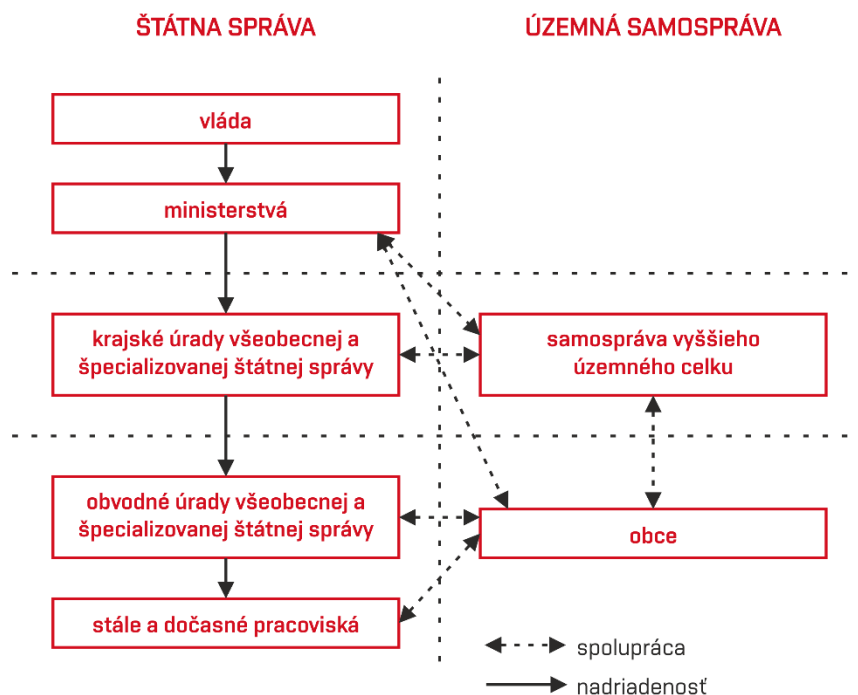 ŠTÁTNA SPRÁVA
ÚZEMNÁ SAMOSPRÁVA
vláda
ministerstvá
krajské úrady všeobecnej a
špecializovanej štátnej správy
samospráva vyššieho
územného celku
obvodné úrady všeobecnej a
špecializovanej štátnej správy
obce
stále a dočasné pracoviská
spolupráca
nadriadenosť